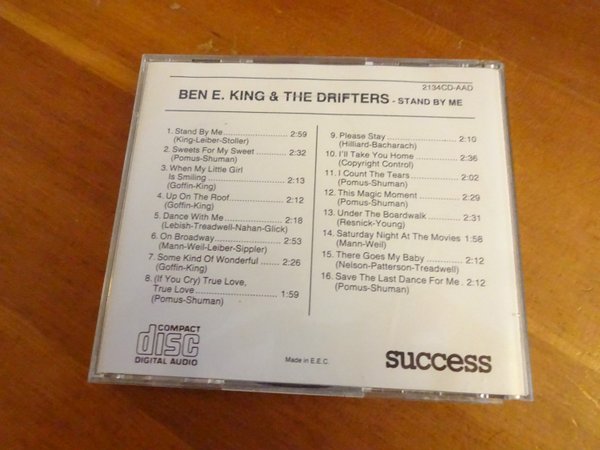 2134CD-AAD
BEN E. KING & THE DRIFTERS - STAND BY ME
1. Stand By Me 2:59
(King-Leiber-Stoller)
2. Sweets For My Sweet 2:32
(Pomus-Shuman)
3. When My Little Girl
Is Smiling 2:13
(Goffin-King)
4. Up On The Roof 2:12
(Goffin-King)
5. Dance With Me 2:18
(Lebish-Treadwell-Nahan-Glick)
6. On Broadway 2:53
(Mann-Weil-Leiber-Sippler)
7. Some Kind Of Wonderful 2:26
(Goffin-King)
8. (If You Cry) True Love,
True Love 1:59
(Pomus-Shuman)
9. Please Stay 2:10
(Hilliard-Bacharach)
10. I'll Take You Home 2:36
(Copyright Control)
11. I Count The Tears 2:02
(Pomus-Shuman)
12. This Magic Moment 2:29
(Pomus-Shuman)
13. Under The Boardwalk 2:31
(Resnick-Young)
14. Saturday Night At The Movies 1:58
(Mann-Weil)
15. There Goes My Baby 2:12
(Nelson-Patterson-Treadwell)
16. Save The Last Dance For Me 2:12
(Pomus-Shuman)
COMPACT
disc
DIGITAL AUDIO
Made in E.E.C.
success